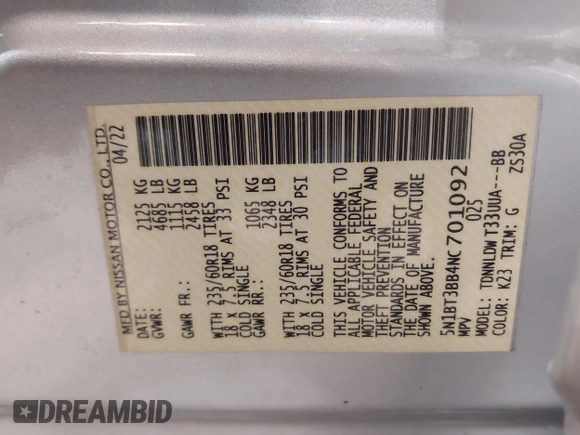 MFD BY NISSAN MOTOR CO., LTD.
DATE: 04/22
GVWR: 2125 KG
4685 LB
GAWR FR.: 1115 KG
2458 LB
WITH 235/60R18 TIRES
18 x 7.5 RIMS AT 33 PSI
COLD SINGLE
GAWR RR.: 1065 KG
2348 LB
WITH 235/60R18 TIRES
18 x 7.5 RIMS AT 30 PSI
COLD SINGLE
THIS VEHICLE CONFORMS TO
ALL APPLICABLE FEDERAL
MOTOR VEHICLE SAFETY AND
THEFT PREVENTION
STANDARDS IN EFFECT ON
THE DATE OF MANUFACTURE
SHOWN ABOVE.
5N1BT3BB4NC701092
MPV 025
MODEL: TDNNLDW T33UUA---BB
COLOR: K23 TRIM: G ZS30A
DREAMBID